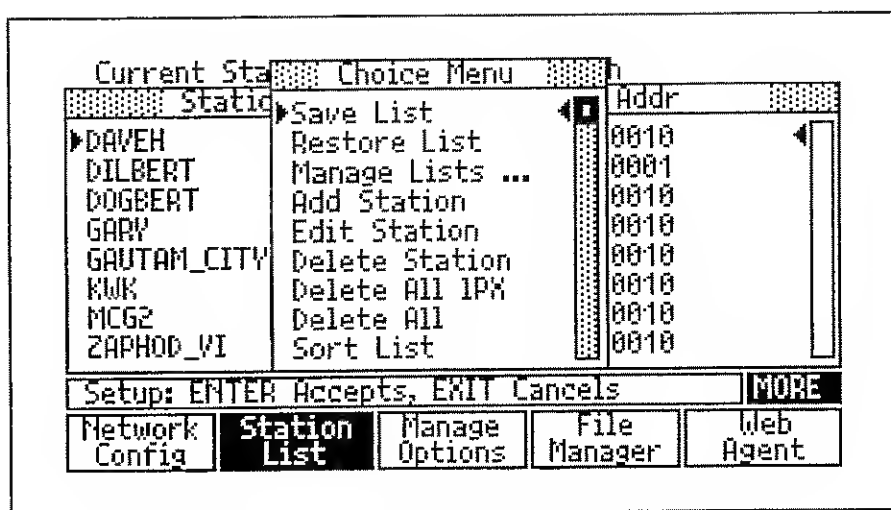 Current Sta Choice Menu h
Static Addr
DAVEH Save List 0010
DILBERT Restore List 0001
DOGBERT Manage Lists ... 0010
GARY Add Station 0010
GAUTAM_CITY Edit Station 0010
KWK Delete Station 0010
MCG2 Delete All IPX 0010
ZAPHOD_VI Delete All 0010
Sort List
Setup: ENTER Accepts, EXIT Cancels MORE
Network Config
Station List
Manage Options
File Manager
Web Agent